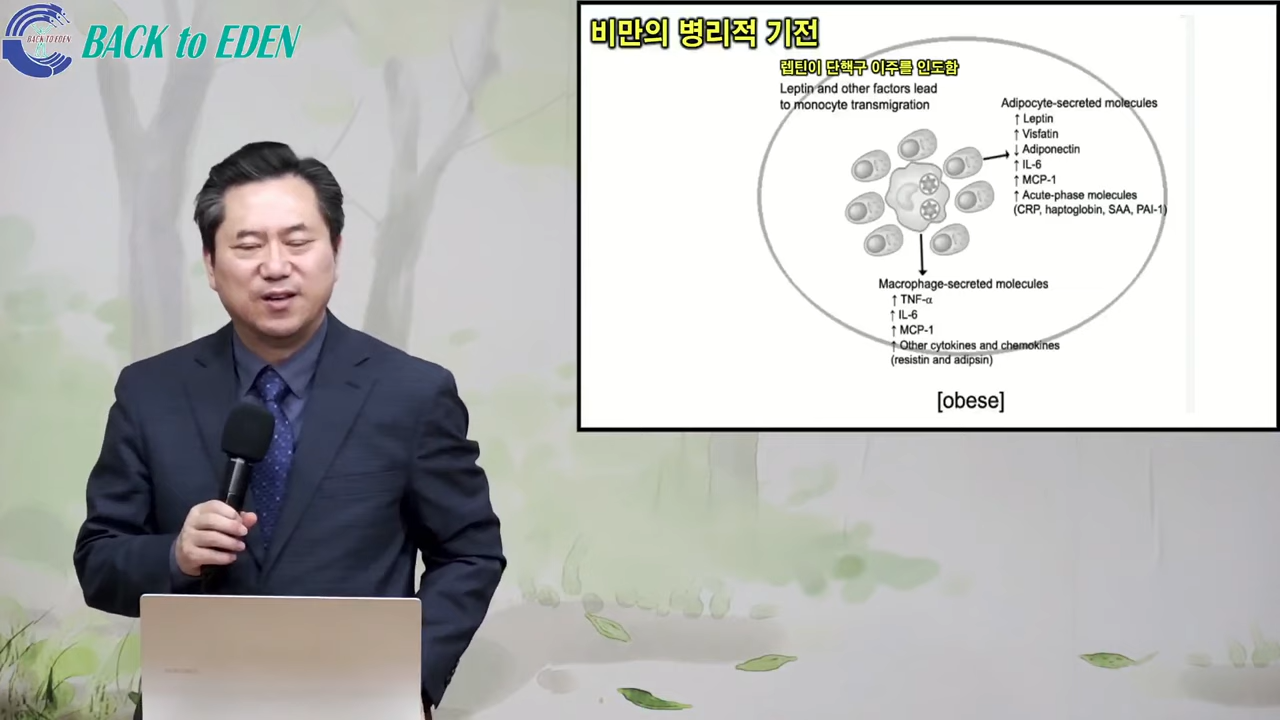 BACK TO EDEN
BACK to EDEN
비만의 병리적 기전
렙틴이 단핵구 이주를 인도함
Leptin and other factors lead
to monocyte transmigration
Adipocyte-secreted molecules
↑ Leptin
↑ Visfatin
↓ Adiponectin
↑ IL-6
↑ MCP-1
↑ Acute-phase molecules
(CRP, haptoglobin, SAA, PAI-1)
Macrophage-secreted molecules
↑ TNF-α
↑ IL-6
↑ MCP-1
↑ Other cytokines and chemokines
(resistin and adipsin)
[obese]